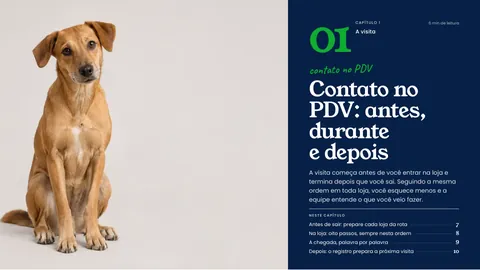 01
CAPÍTULO 1
A visita
5 min de leitura
contato no PDV
Contato no
PDV: antes,
durante
e depois
A visita começa antes de você entrar na loja e
termina depois que você sai. Seguindo a mesma
ordem em toda loja, você esquece menos e a
equipe entende o que você veio fazer.
NESTE CAPÍTULO
Antes de sair: prepare cada loja da rota 7
Na loja: oito passos, sempre nesta ordem 8
A chegada, palavra por palavra 9
Depois: o registro prepara a próxima visita 10